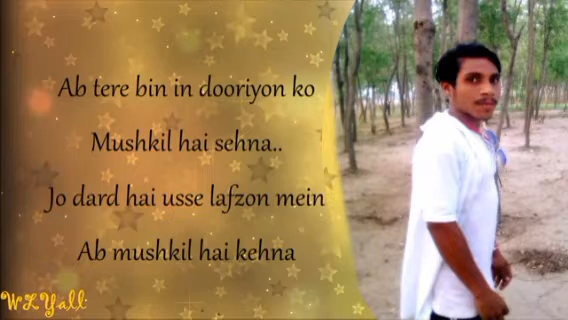 Ab tere bin in dooriyon ko
Mushkil hai sehna..
Jo dard hai usse lafzon mein
Ab mushkil hai kehna
WLYall